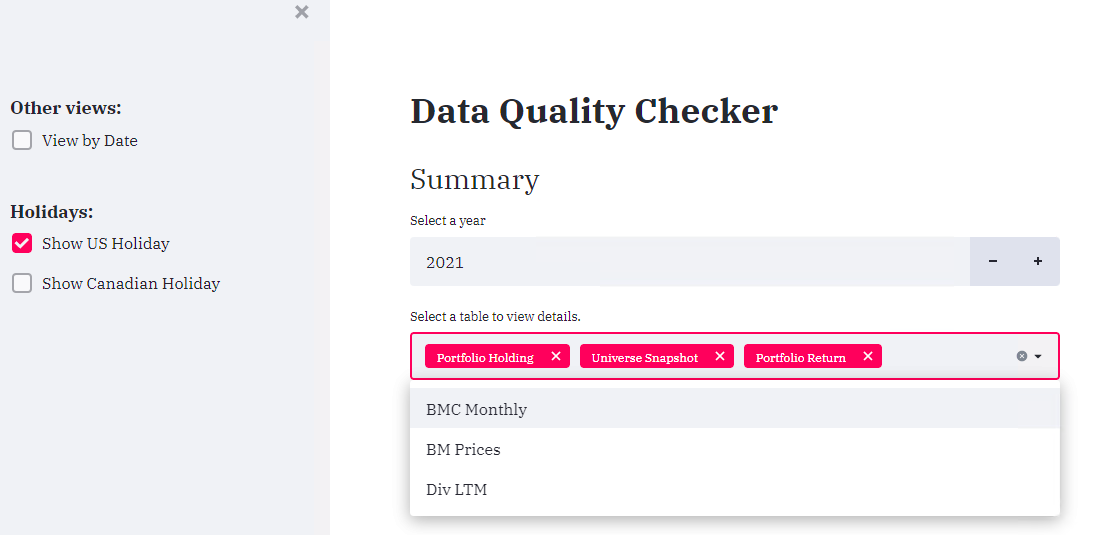 Other views:
View by Date
Holidays:
Show US Holiday
Show Canadian Holiday
Data Quality Checker
Summary
Select a year
2021
Select a table to view details.
Portfolio Holding
Universe Snapshot
Portfolio Return
BMC Monthly
BM Prices
Div LTM